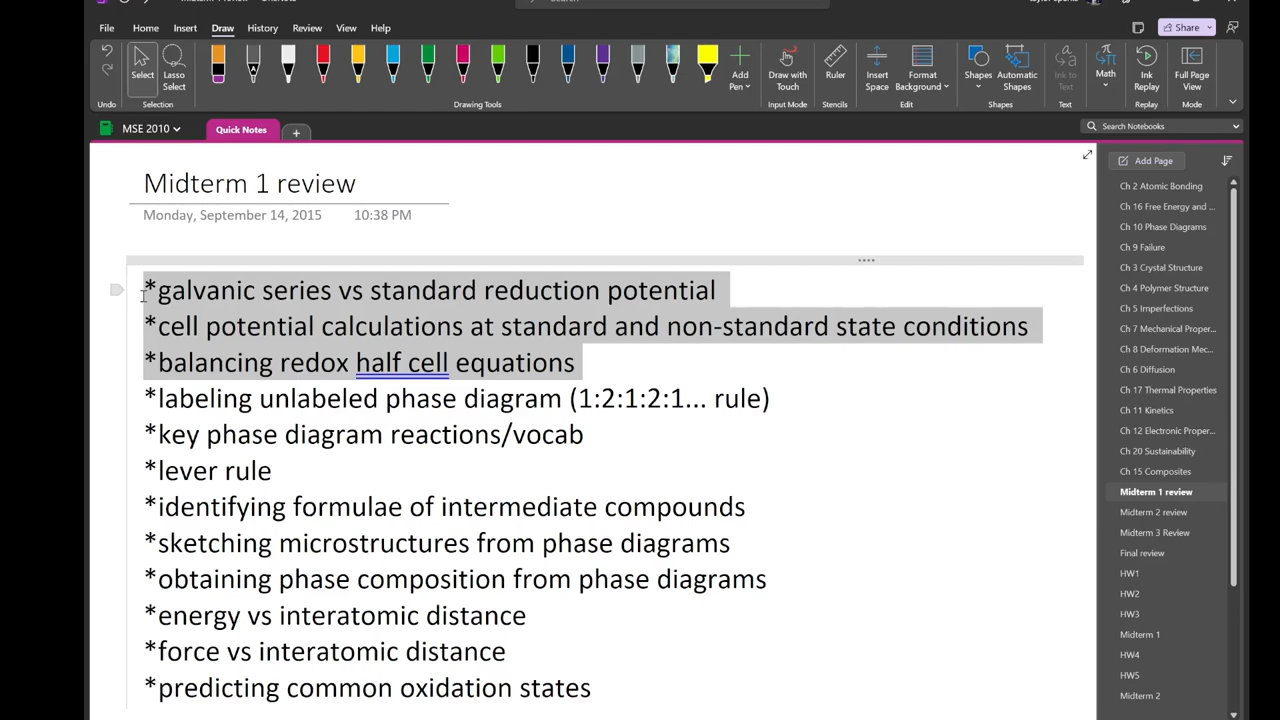 File Home Insert Draw History Review View Help Share
Undo Select Lasso Select Add Pen Draw with Touch Ruler Insert Space Format Background Shapes Automatic Shapes Ink to Text Math Ink Replay Full Page View
Undo Selection Drawing Tools Input Mode Stencils Edit Shapes Text Math Replay Mode
MSE 2010 Quick Notes + Search Notebooks
Midterm 1 review
Monday, September 14, 2015 10:38 PM
*galvanic series vs standard reduction potential
*cell potential calculations at standard and non-standard state conditions
*balancing redox half cell equations
*labeling unlabeled phase diagram (1:2:1:2:1... rule)
*key phase diagram reactions/vocab
*lever rule
*identifying formulae of intermediate compounds
*sketching microstructures from phase diagrams
*obtaining phase composition from phase diagrams
*energy vs interatomic distance
*force vs interatomic distance
*predicting common oxidation states
Add Page
Ch 2 Atomic Bonding
Ch 16 Free Energy and ...
Ch 10 Phase Diagrams
Ch 9 Failure
Ch 3 Crystal Structure
Ch 4 Polymer Structure
Ch 5 Imperfections
Ch 7 Mechanical Proper...
Ch 8 Deformation Mec...
Ch 6 Diffusion
Ch 17 Thermal Properties
Ch 11 Kinetics
Ch 12 Electronic Proper...
Ch 20 Sustainability
Ch 15 Composites
Midterm 1 review
Midterm 2 review
Midterm 3 Review
Final review
HW1
HW2
HW3
Midterm 1
HW4
HW5
Midterm 2